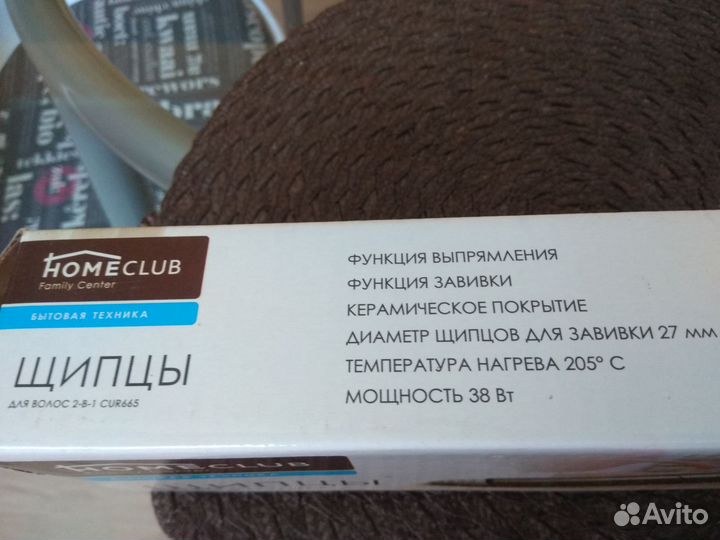 HOMECLUB
Family Center
БЫТОВАЯ ТЕХНИКА
ЩИПЦЫ
ДЛЯ ВОЛОС 2-В-1 CUR665
ФУНКЦИЯ ВЫПРЯМЛЕНИЯ
ФУНКЦИЯ ЗАВИВКИ
КЕРАМИЧЕСКОЕ ПОКРЫТИЕ
ДИАМЕТР ЩИПЦОВ ДЛЯ ЗАВИВКИ 27 мм
ТЕМПЕРАТУРА НАГРЕВА 205° С
МОЩНОСТЬ 38 Вт
HOMECLUB
Avito